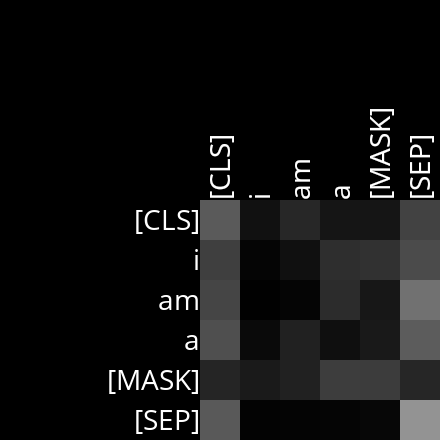 [CLS]
i
am
a
[MASK]
[SEP]
[CLS]
i
am
a
[MASK]
[SEP]